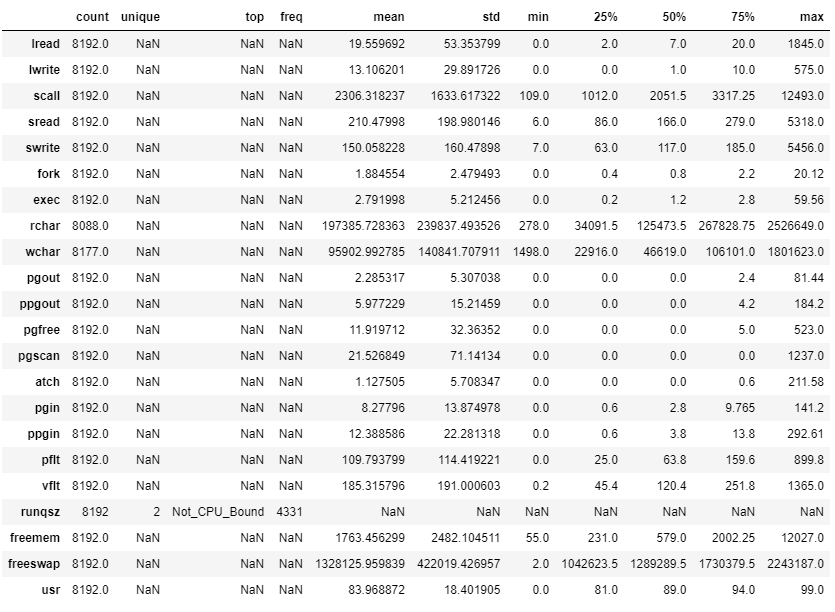 count unique top freq mean std min 25% 50% 75% max
lread 8192.0 NaN NaN NaN 19.559692 53.353799 0.0 2.0 7.0 20.0 1845.0
lwrite 8192.0 NaN NaN NaN 13.106201 29.891726 0.0 0.0 1.0 10.0 575.0
scall 8192.0 NaN NaN NaN 2306.318237 1633.617322 109.0 1012.0 2051.5 3317.25 12493.0
sread 8192.0 NaN NaN NaN 210.47998 198.980146 6.0 86.0 166.0 279.0 5318.0
swrite 8192.0 NaN NaN NaN 150.058228 160.47898 7.0 63.0 117.0 185.0 5456.0
fork 8192.0 NaN NaN NaN 1.884554 2.479493 0.0 0.4 0.8 2.2 20.12
exec 8192.0 NaN NaN NaN 2.791998 5.212456 0.0 0.2 1.2 2.8 59.56
rchar 8088.0 NaN NaN NaN 197385.728363 239837.493526 278.0 34091.5 125473.5 267828.75 2526649.0
wchar 8177.0 NaN NaN NaN 95902.992785 140841.707911 1498.0 22916.0 46619.0 106101.0 1801623.0
pgout 8192.0 NaN NaN NaN 2.285317 5.307038 0.0 0.0 0.0 2.4 81.44
ppgout 8192.0 NaN NaN NaN 5.977229 15.21459 0.0 0.0 0.0 4.2 184.2
pgfree 8192.0 NaN NaN NaN 11.919712 32.36352 0.0 0.0 0.0 5.0 523.0
pgscan 8192.0 NaN NaN NaN 21.526849 71.14134 0.0 0.0 0.0 0.0 1237.0
atch 8192.0 NaN NaN NaN 1.127505 5.708347 0.0 0.0 0.0 0.6 211.58
pgin 8192.0 NaN NaN NaN 8.27796 13.874978 0.0 0.6 2.8 9.765 141.2
ppgin 8192.0 NaN NaN NaN 12.388586 22.281318 0.0 0.6 3.8 13.8 292.61
pflt 8192.0 NaN NaN NaN 109.793799 114.419221 0.0 25.0 63.8 159.6 899.8
vflt 8192.0 NaN NaN NaN 185.315796 191.000603 0.2 45.4 120.4 251.8 1365.0
runqsz 8192 2 Not_CPU_Bound 4331 NaN NaN NaN NaN NaN NaN NaN
freemem 8192.0 NaN NaN NaN 1763.456299 2482.104511 55.0 231.0 579.0 2002.25 12027.0
freeswap 8192.0 NaN NaN NaN 1328125.959839 422019.426957 2.0 1042623.5 1289289.5 1730379.5 2243187.0
usr 8192.0 NaN NaN NaN 83.968872 18.401905 0.0 81.0 89.0 94.0 99.0